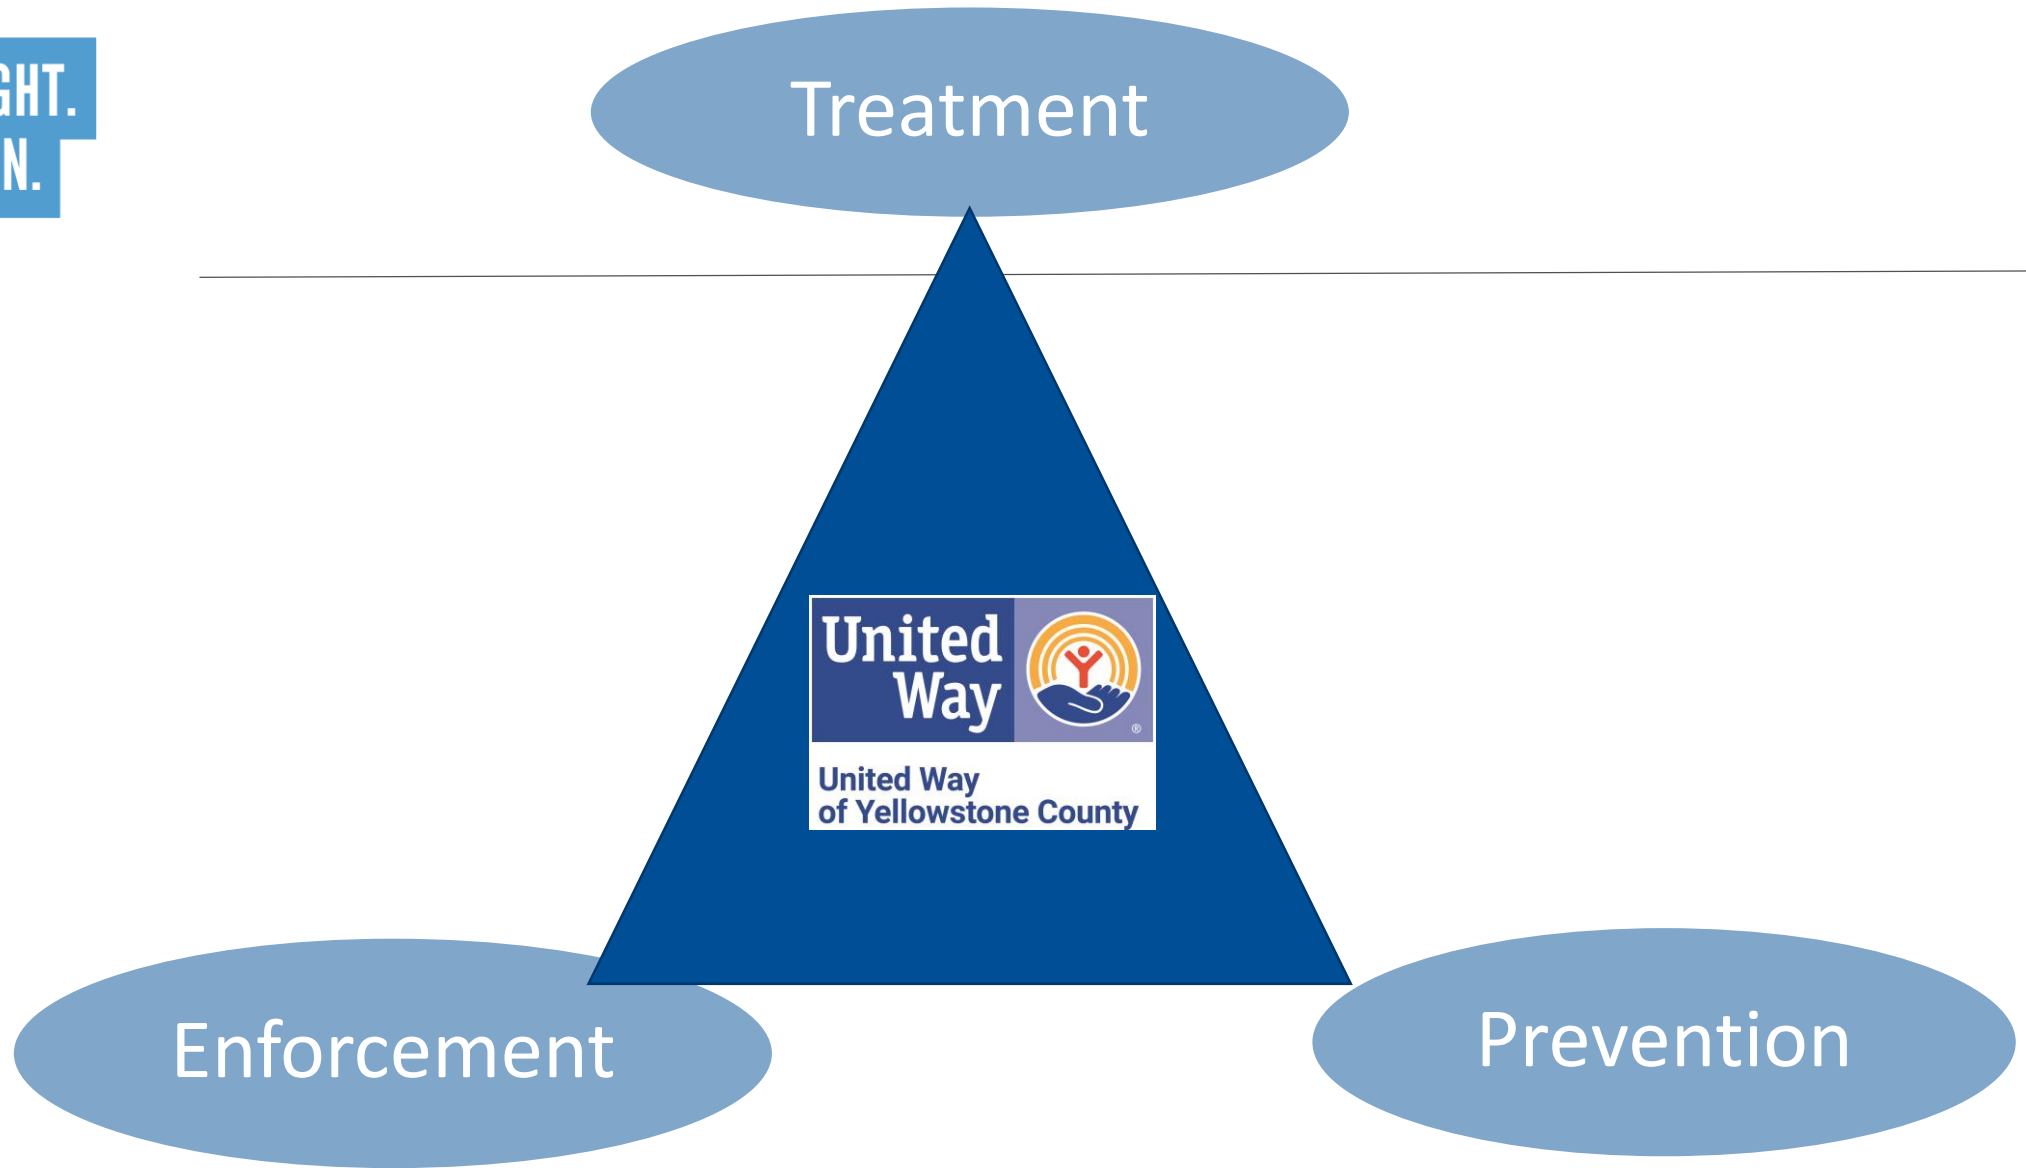 GHT.
N.
Treatment
United
Way
®
United Way
of Yellowstone County
Enforcement
Prevention